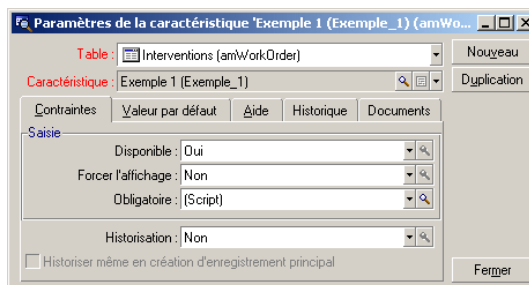 Paramètres de la caractéristique 'Exemple 1 (Exemple_1) (amWo...
Table : Interventions (amWorkOrder)
Nouveau
Caractéristique : Exemple 1 (Exemple_1)
Duplication
Contraintes Valeur par défaut Aide Historique Documents
Saisie
Disponible : Oui
Forcer l'affichage : Non
Obligatoire : (Script)
Historisation : Non
Historiser même en création d'enregistrement principal
Fermer